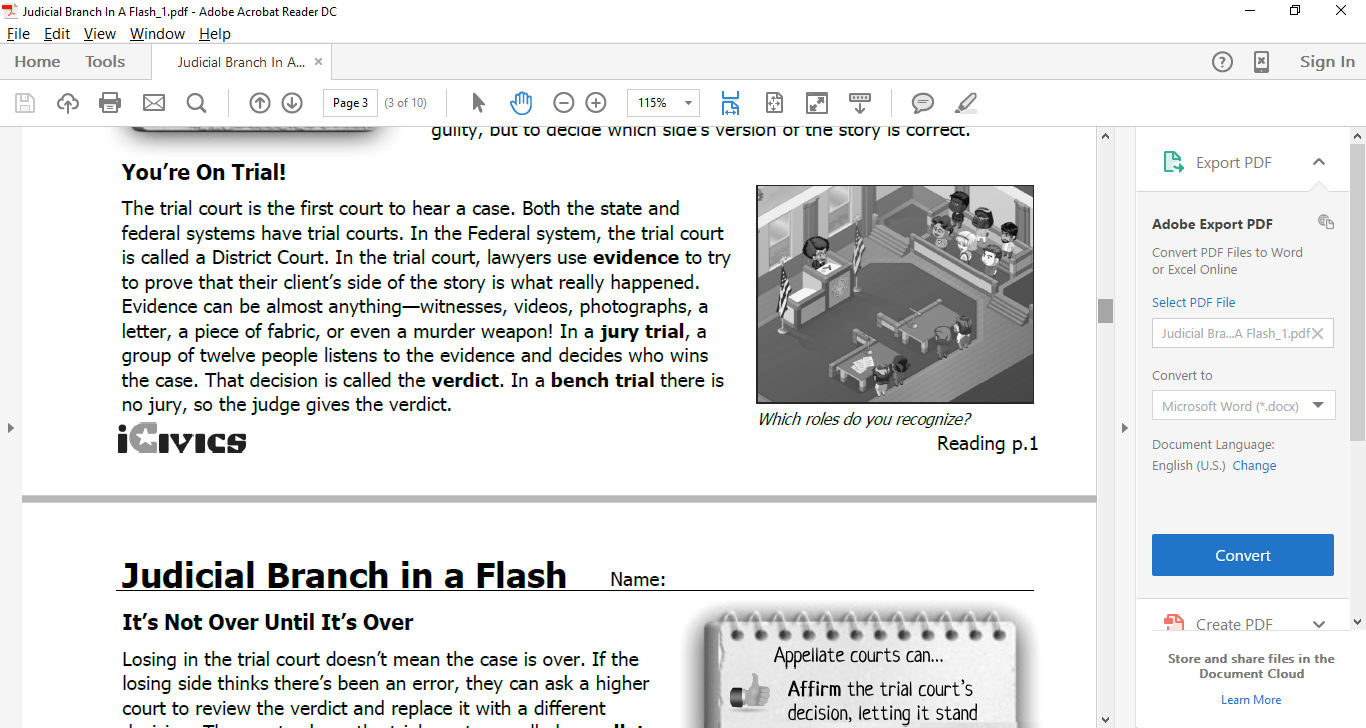 Judicial Branch In A Flash_1.pdf - Adobe Acrobat Reader DC
File Edit View Window Help
Home Tools Judicial Branch In A... × Sign In
Page 3 (3 of 10) 115%
guilty, but to decide which side's version of the story is correct.
You're On Trial!
The trial court is the first court to hear a case. Both the state and
federal systems have trial courts. In the Federal system, the trial court
is called a District Court. In the trial court, lawyers use evidence to try
to prove that their client's side of the story is what really happened.
Evidence can be almost anything—witnesses, videos, photographs, a
letter, a piece of fabric, or even a murder weapon! In a jury trial, a
group of twelve people listens to the evidence and decides who wins
the case. That decision is called the verdict. In a bench trial there is
no jury, so the judge gives the verdict.
Which roles do you recognize?
iCivics
Reading p.1
Judicial Branch in a Flash Name:
It's Not Over Until It's Over
Losing in the trial court doesn't mean the case is over. If the
losing side thinks there's been an error, they can ask a higher
court to review the verdict and replace it with a different
Appellate courts can...
Affirm the trial court's
decision, letting it stand
Export PDF
Adobe Export PDF
Convert PDF Files to Word
or Excel Online
Select PDF File
Judicial Bra...A Flash_1.pdf
Convert to
Microsoft Word (*.docx)
Document Language:
English (U.S.) Change
Convert
Create PDF
Store and share files in the
Document Cloud
Learn More